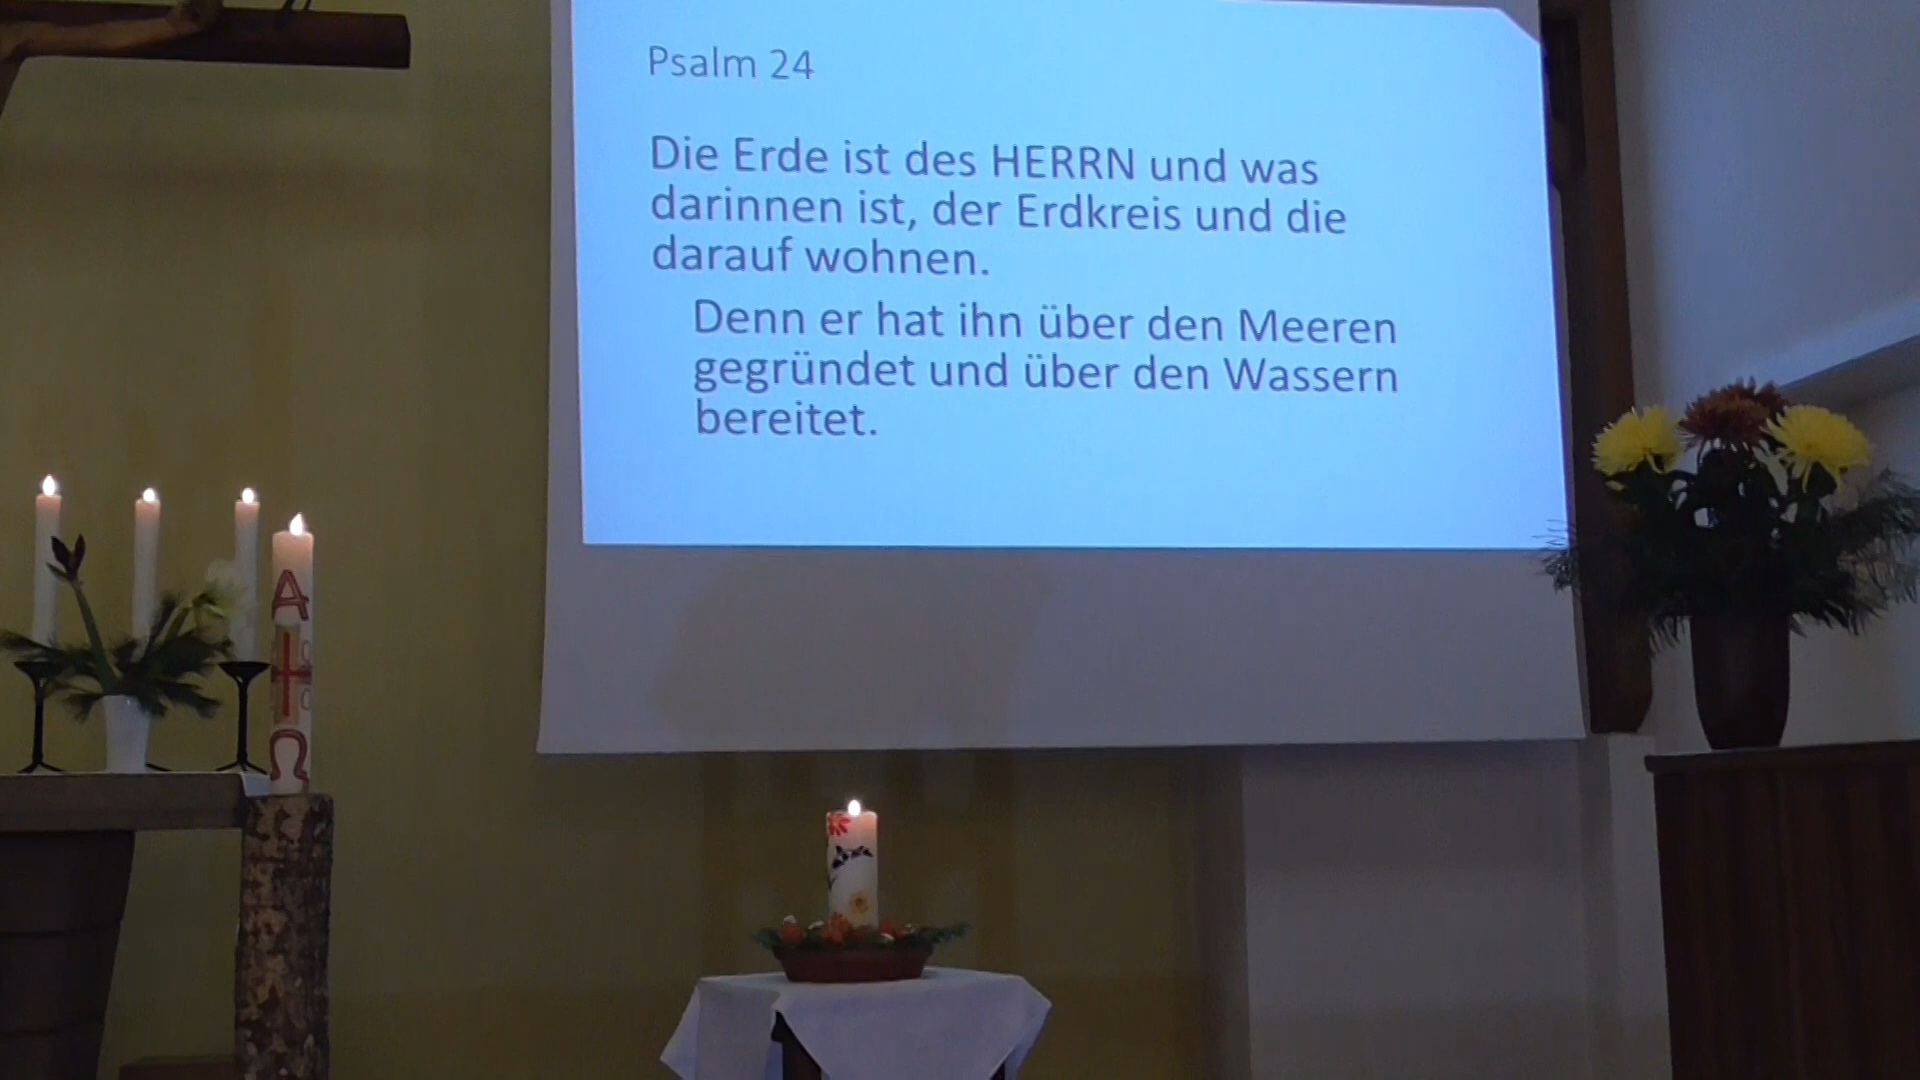 Psalm 24
Die Erde ist des HERRN und was
darinnen ist, der Erdkreis und die
darauf wohnen.
Denn er hat ihn über den Meeren
gegründet und über den Wassern
bereitet.
Α
Ω